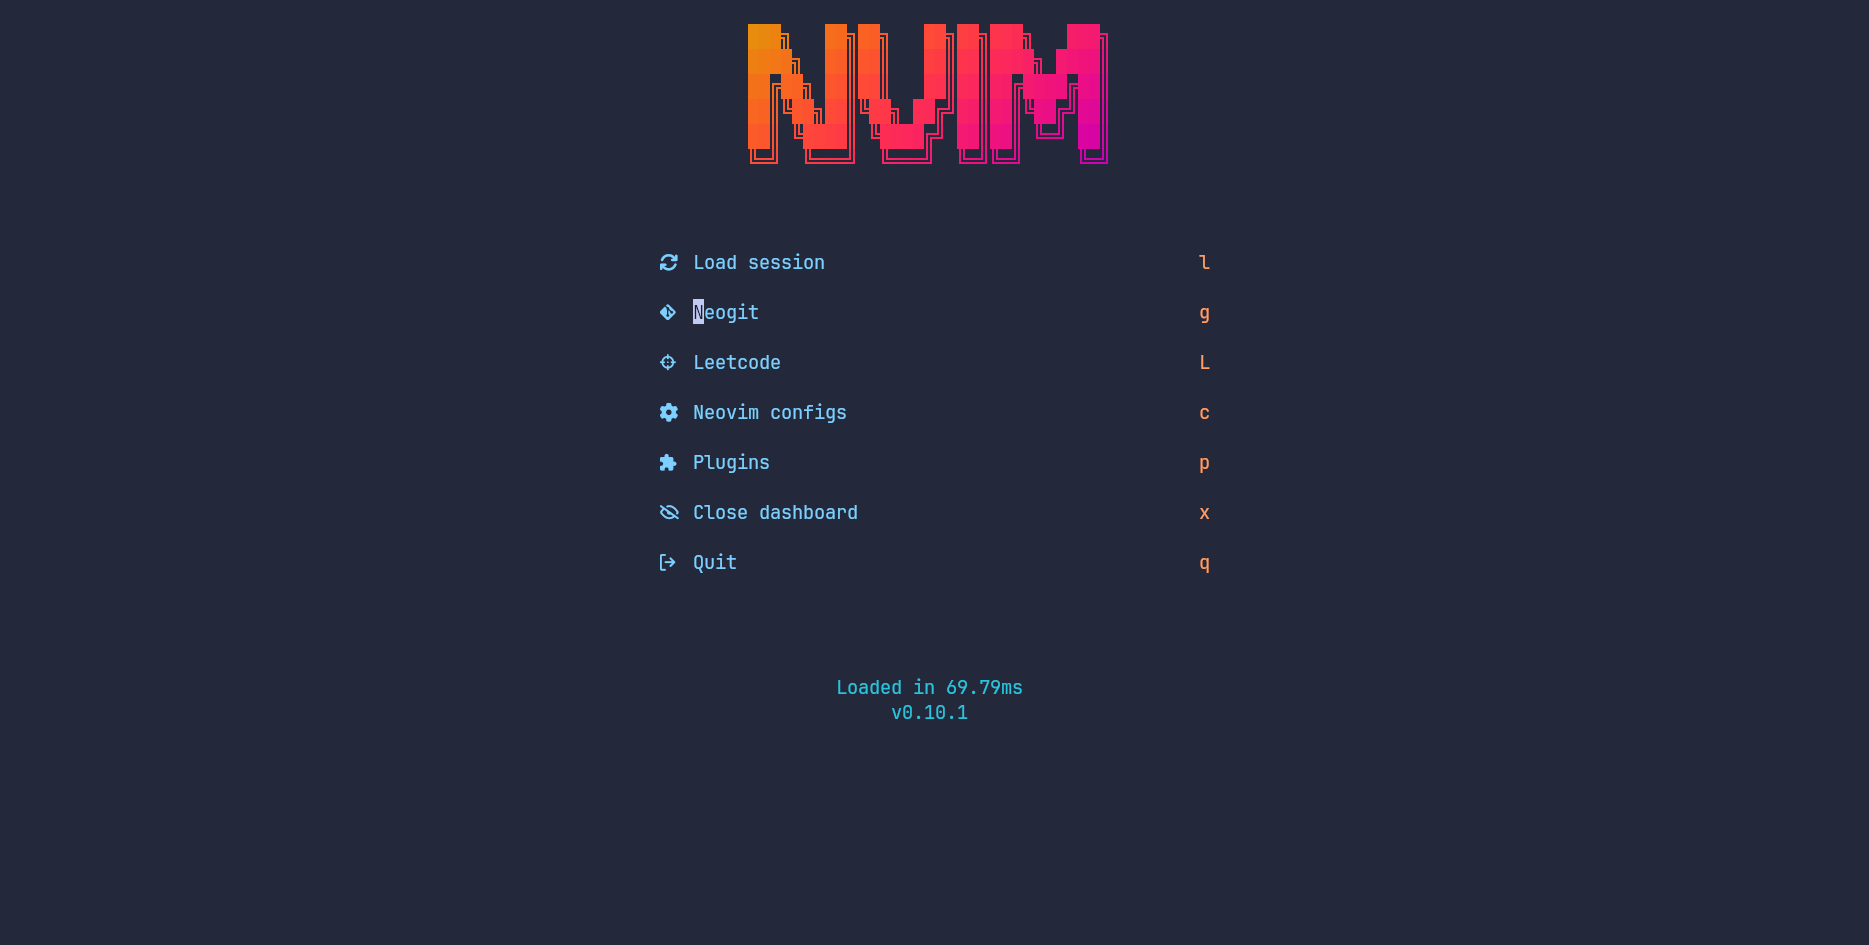 NVIM
Load session l
Neogit g
Leetcode L
Neovim configs c
Plugins p
Close dashboard x
Quit q
Loaded in 69.79ms
v0.10.1